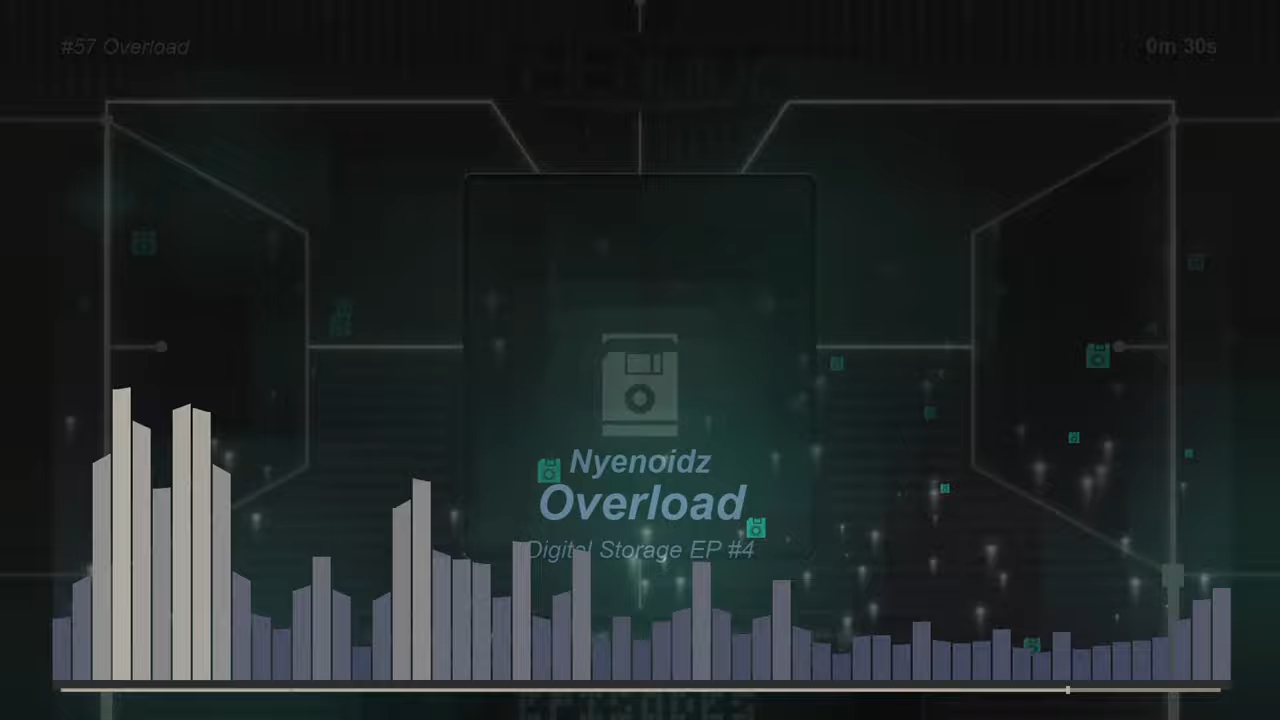 #57 Overload
0m 30s
Nyenoidz
Overload
Digital Storage EP #4